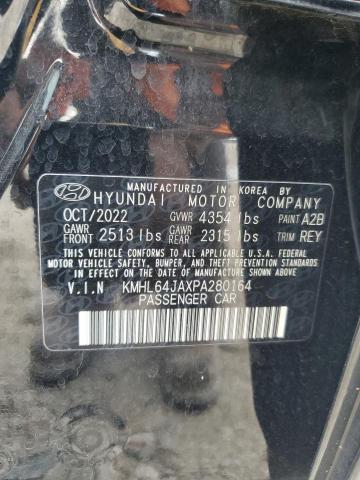 MANUFACTURED IN KOREA BY
HYUNDAI MOTOR COMPANY
OCT/2022 GVWR 4354 lbs PAINT A2B
GAWR FRONT 2513 lbs GAWR REAR 2315 lbs TRIM REY
THIS VEHICLE CONFORMS TO ALL APPLICABLE U.S.A. FEDERAL
MOTOR VEHICLE SAFETY, BUMPER, AND THEFT PREVENTION
STANDARDS IN EFFECT ON THE DATE OF MANUFACTURE SHOWN ABOVE.
V.I.N KMHL64JAXPA280164
PASSENGER CAR